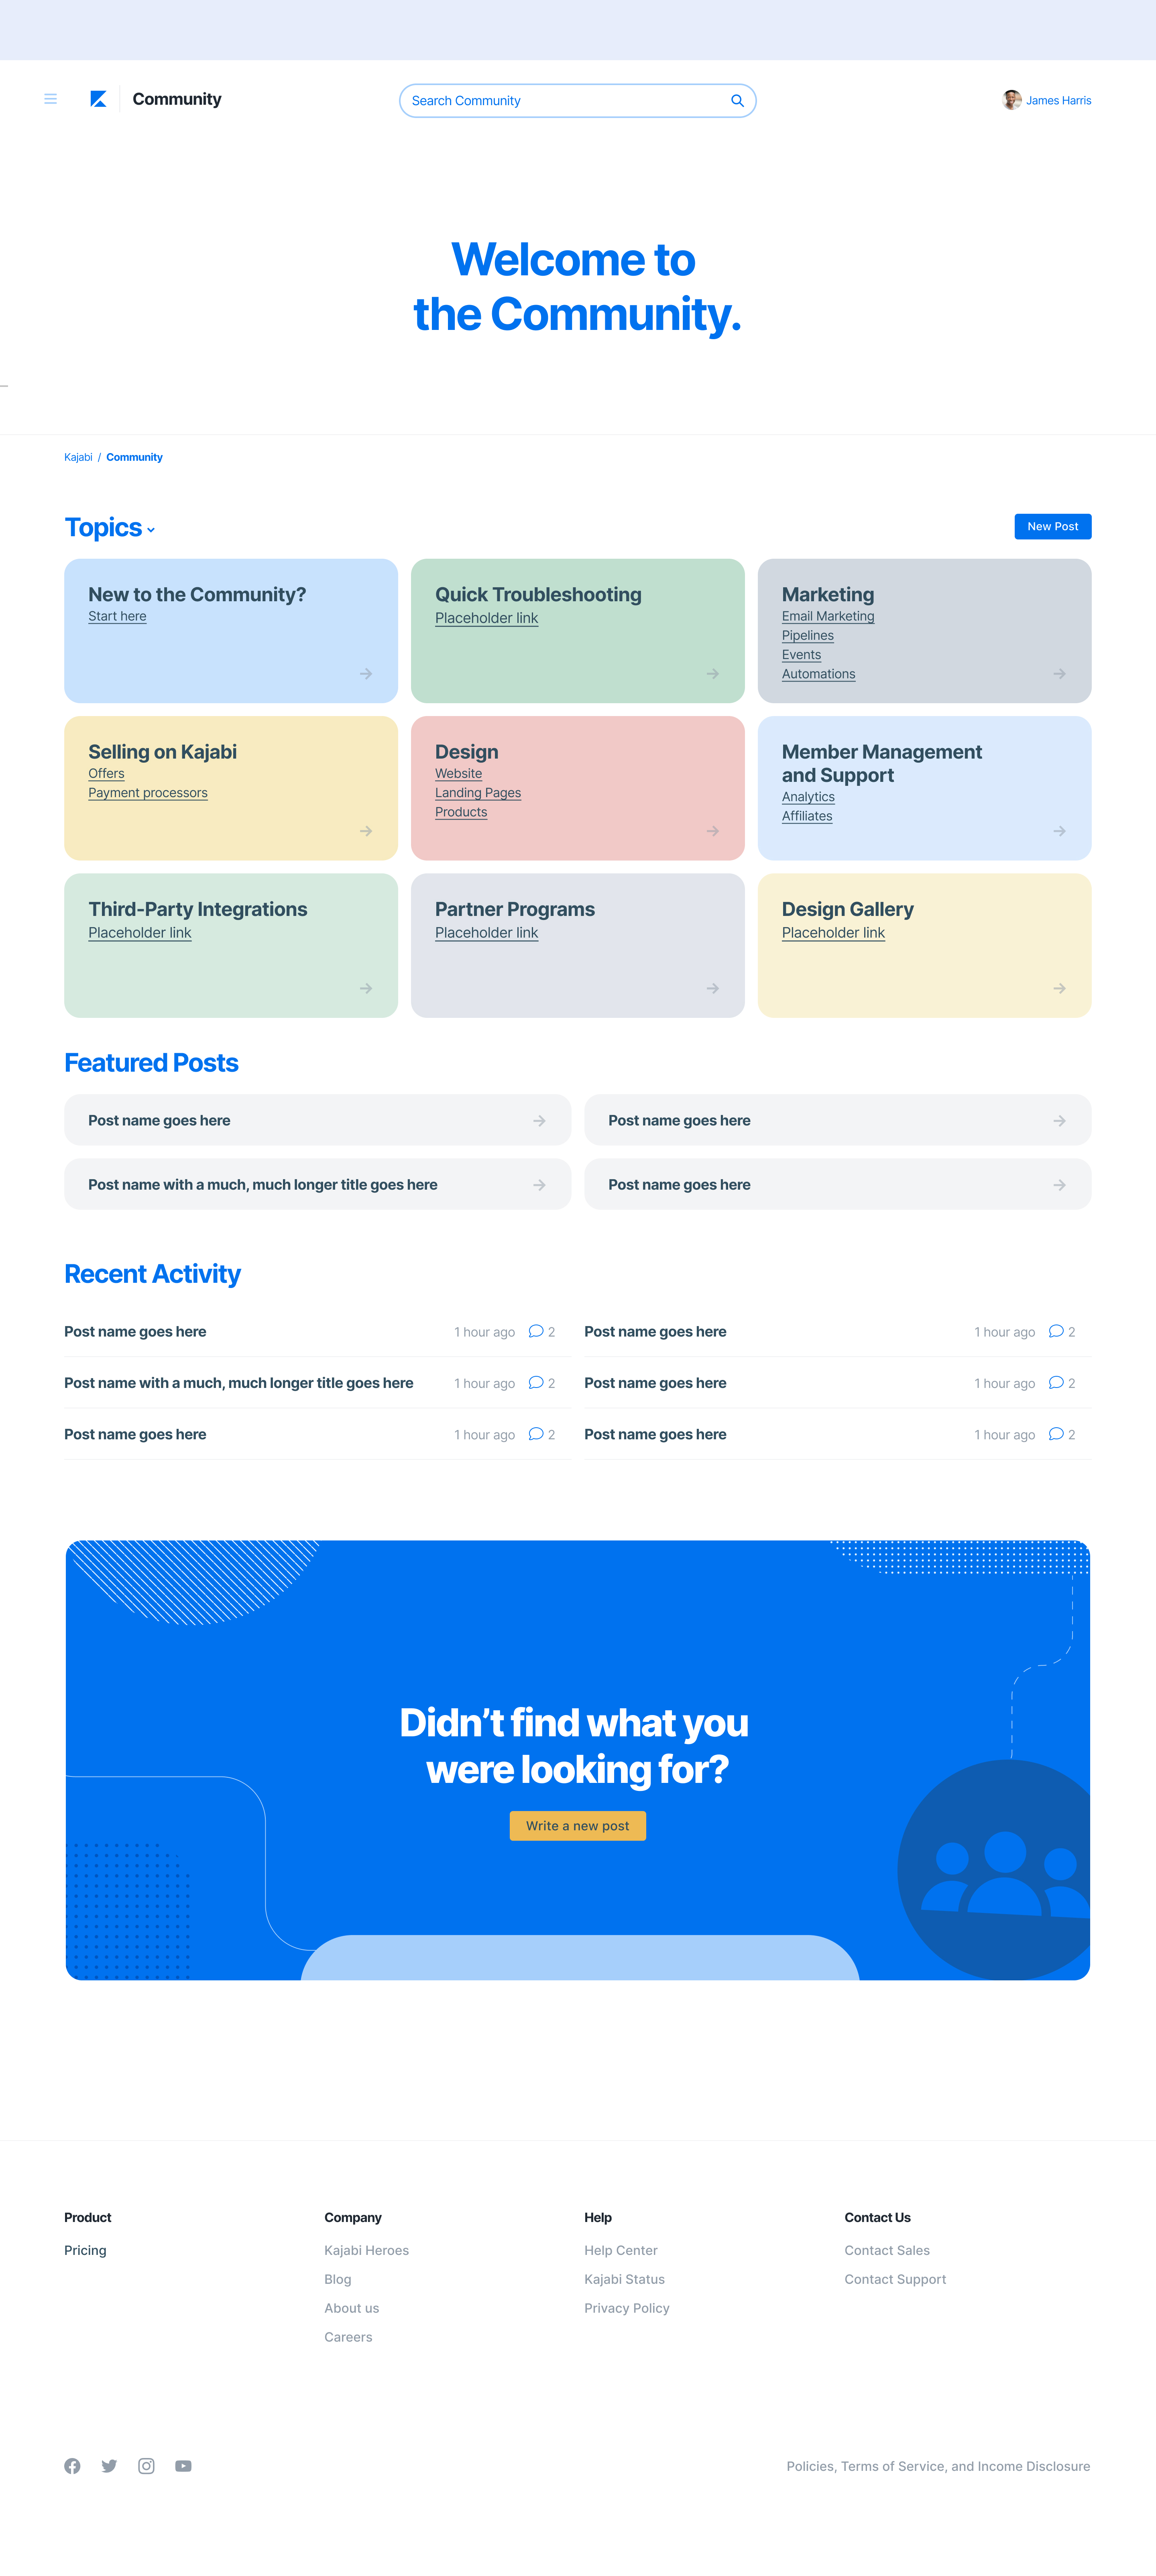 Community
Search Community
James Harris
Welcome to
the Community.
Kajabi / Community
Topics
New Post
New to the Community?
Start here
Quick Troubleshooting
Placeholder link
Marketing
Email Marketing
Pipelines
Events
Automations
Selling on Kajabi
Offers
Payment processors
Design
Website
Landing Pages
Products
Member Management
and Support
Analytics
Affiliates
Third-Party Integrations
Placeholder link
Partner Programs
Placeholder link
Design Gallery
Placeholder link
Featured Posts
Post name goes here
Post name goes here
Post name with a much, much longer title goes here
Post name goes here
Recent Activity
Post name goes here 1 hour ago 2
Post name goes here 1 hour ago 2
Post name with a much, much longer title goes here 1 hour ago 2
Post name goes here 1 hour ago 2
Post name goes here 1 hour ago 2
Post name goes here 1 hour ago 2
Didn’t find what you
were looking for?
Write a new post
Product
Pricing
Company
Kajabi Heroes
Blog
About us
Careers
Help
Help Center
Kajabi Status
Privacy Policy
Contact Us
Contact Sales
Contact Support
Policies, Terms of Service, and Income Disclosure